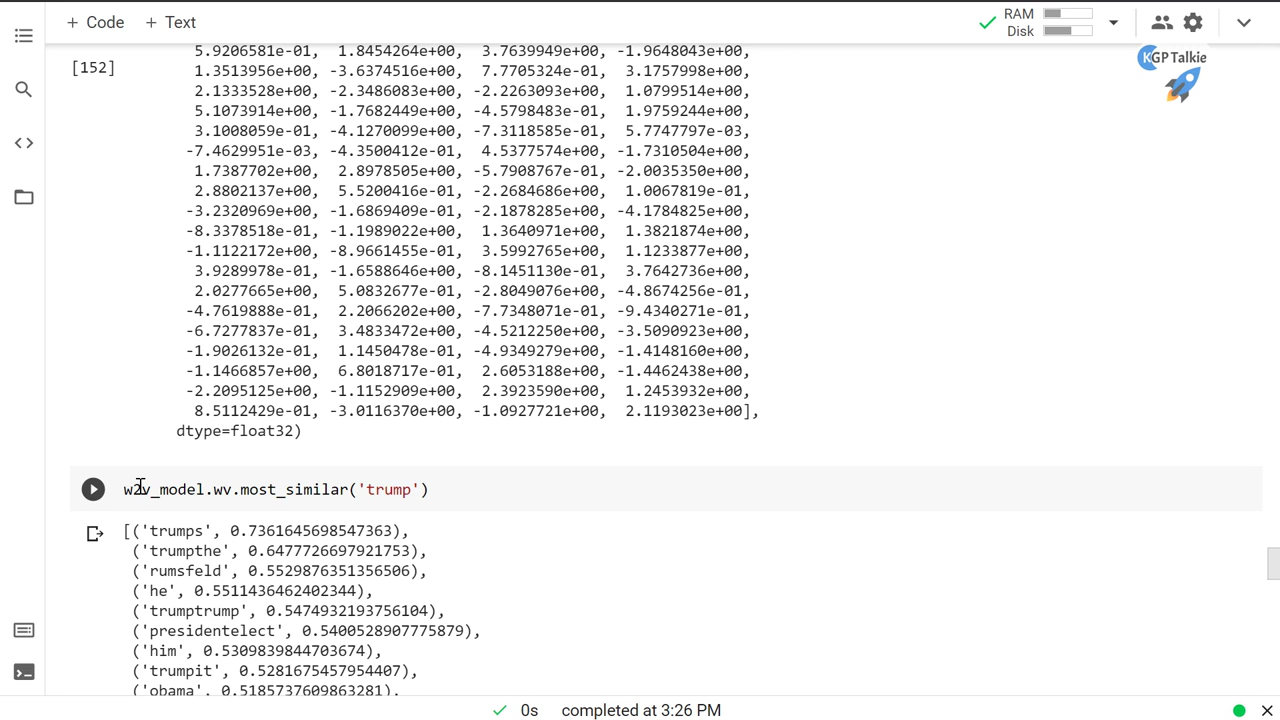 + Code + Text
RAM
Disk
KGP Talkie
[152]
5.9206581e-01, 1.8454264e+00, 3.7639949e+00, -1.9648043e+00,
1.3513956e+00, -3.6374516e+00, 7.7705324e-01, 3.1757998e+00,
2.1333528e+00, -2.3486083e+00, -2.2263093e+00, 1.0799514e+00,
5.1073914e+00, -1.7682449e+00, -4.5798483e-01, 1.9759244e+00,
3.1008059e-01, -4.1270099e+00, -7.3118585e-01, 5.7747797e-03,
-7.4629951e-03, -4.3500412e-01, 4.5377574e+00, -1.7310504e+00,
1.7387702e+00, 2.8978505e+00, -5.7908767e-01, -2.0035350e+00,
2.8802137e+00, 5.5200416e-01, -2.2684686e+00, 1.0067819e-01,
-3.2320969e+00, -1.6869409e-01, -2.1878285e+00, -4.1784825e+00,
-8.3378518e-01, -1.1989022e+00, 1.3640971e+00, 1.3821874e+00,
-1.1122172e+00, -8.9661455e-01, 3.5992765e+00, 1.1233877e+00,
3.9289978e-01, -1.6588646e+00, -8.1451130e-01, 3.7642736e+00,
2.0277665e+00, 5.0832677e-01, -2.8049076e+00, -4.8674256e-01,
-4.7619888e-01, 2.2066202e+00, -7.7348071e-01, -9.4340271e-01,
-6.7277837e-01, 3.4833472e+00, -4.5212250e+00, -3.5090923e+00,
-1.9026132e-01, 1.1450478e-01, -4.9349279e+00, -1.4148160e+00,
-1.1466857e+00, 6.8018717e-01, 2.6053188e+00, -1.4462438e+00,
-2.2095125e+00, -1.1152909e+00, 2.3923590e+00, 1.2453932e+00,
8.5112429e-01, -3.0116370e+00, -1.0927721e+00, 2.1193023e+00],
dtype=float32)
w2v_model.wv.most_similar('trump')
[('trumps', 0.7361645698547363),
('trumpthe', 0.6477726697921753),
('rumsfeld', 0.5529876351356506),
('he', 0.5511436462402344),
('trumptrump', 0.5474932193756104),
('presidentelect', 0.5400528907775879),
('him', 0.5309839844703674),
('trumpit', 0.5281675457954407),
('obama', 0.5185737609863281),
0s completed at 3:26 PM